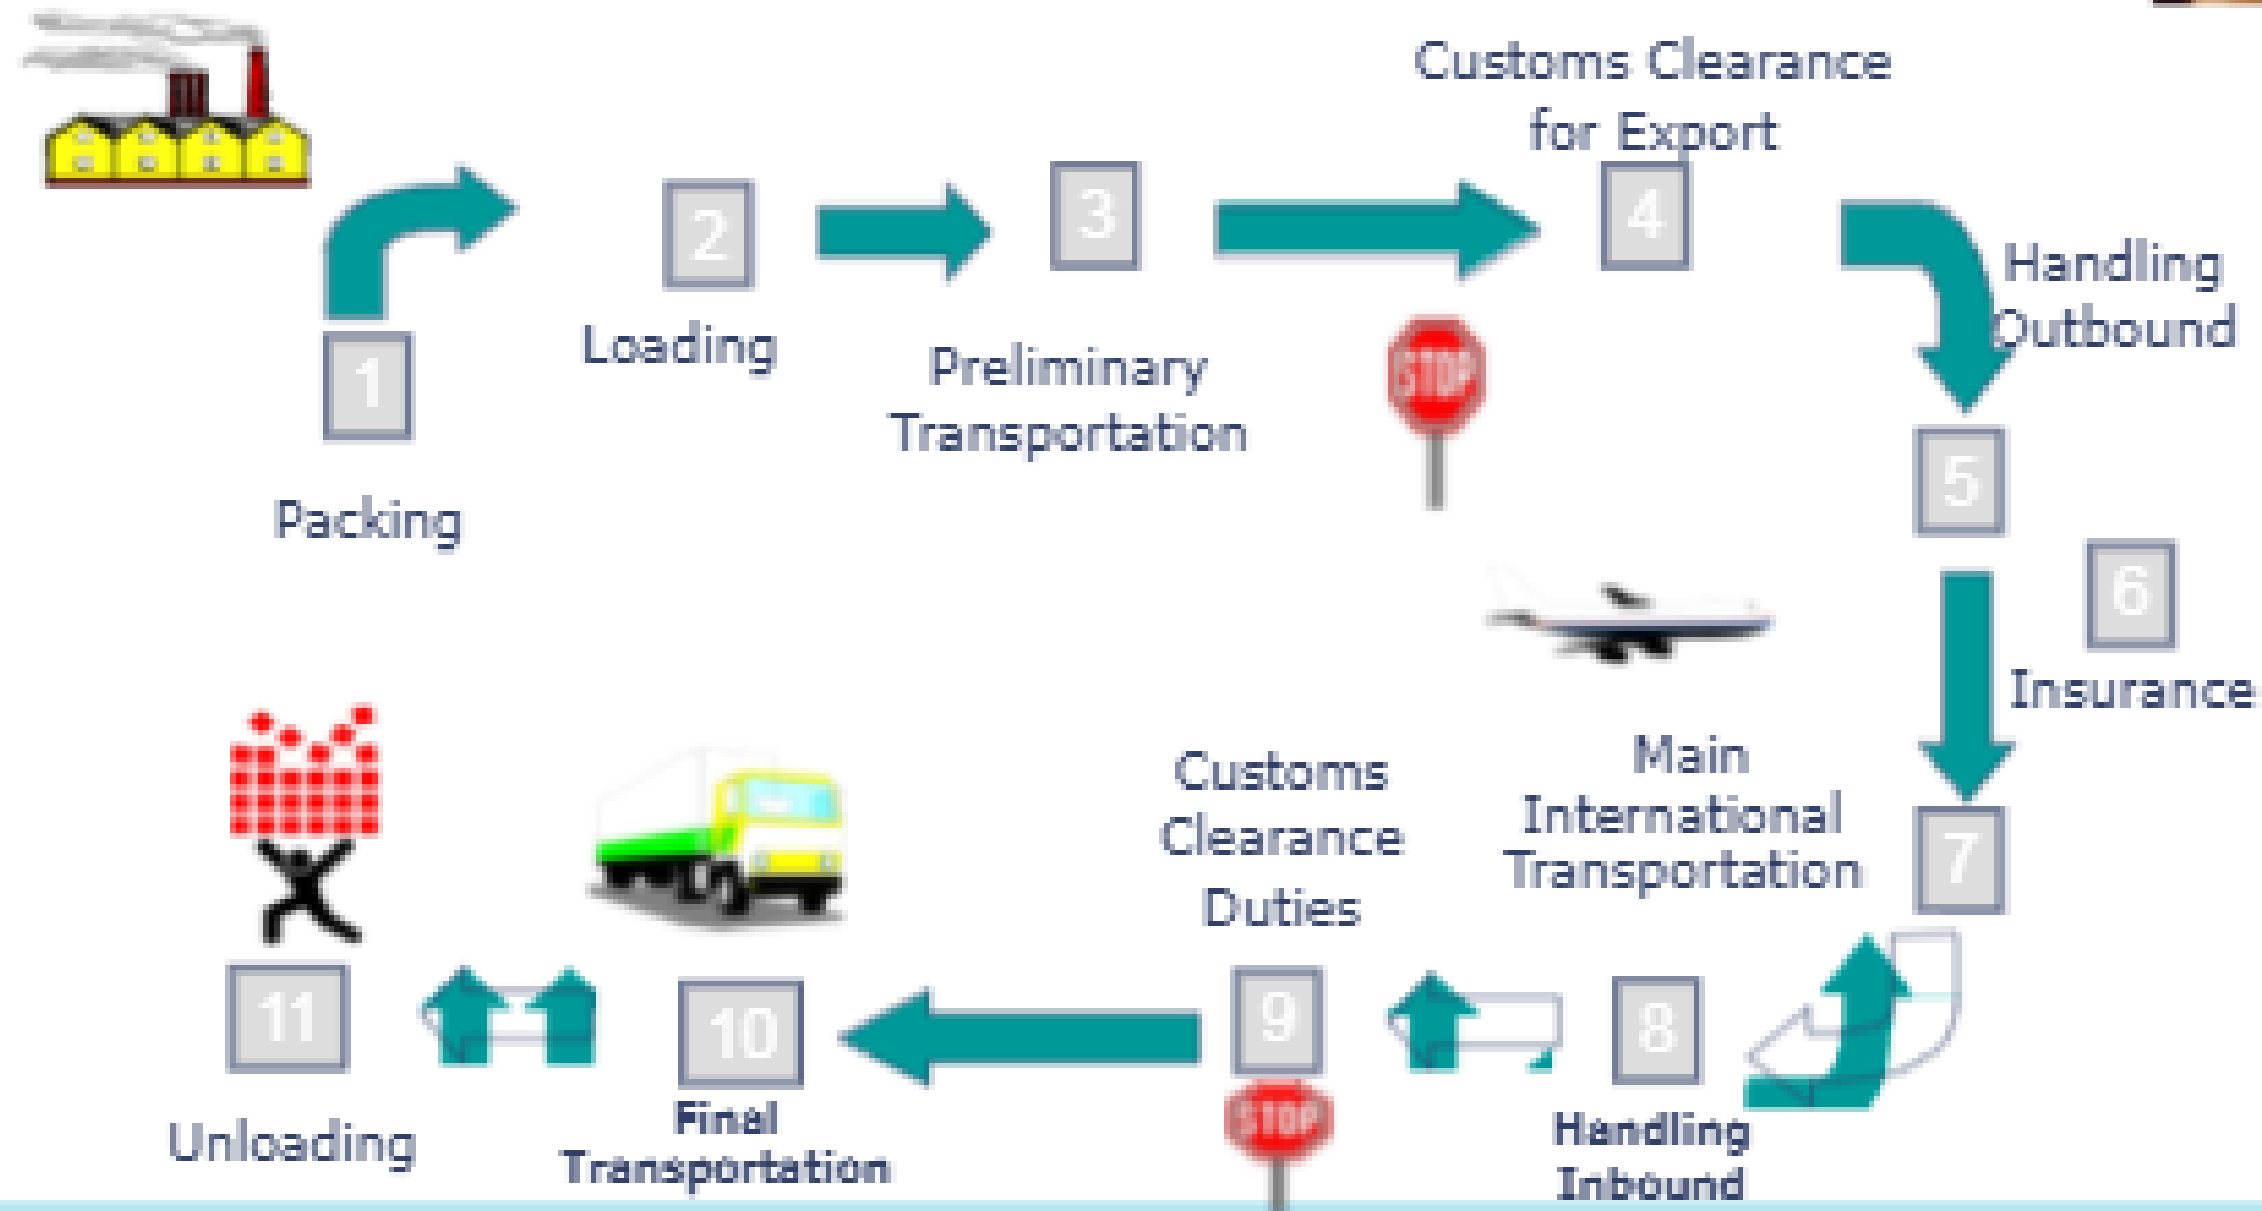 Customs Clearance
for Export
1
2
3
4
Handling
Outbound
Loading
Preliminary
Transportation
STOP
Packing
5
6
Insurance
Main
International
Transportation
7
Customs
Clearance
Duties
8
Handling
Inbound
9
STOP
10
Final
Transportation
11
Unloading